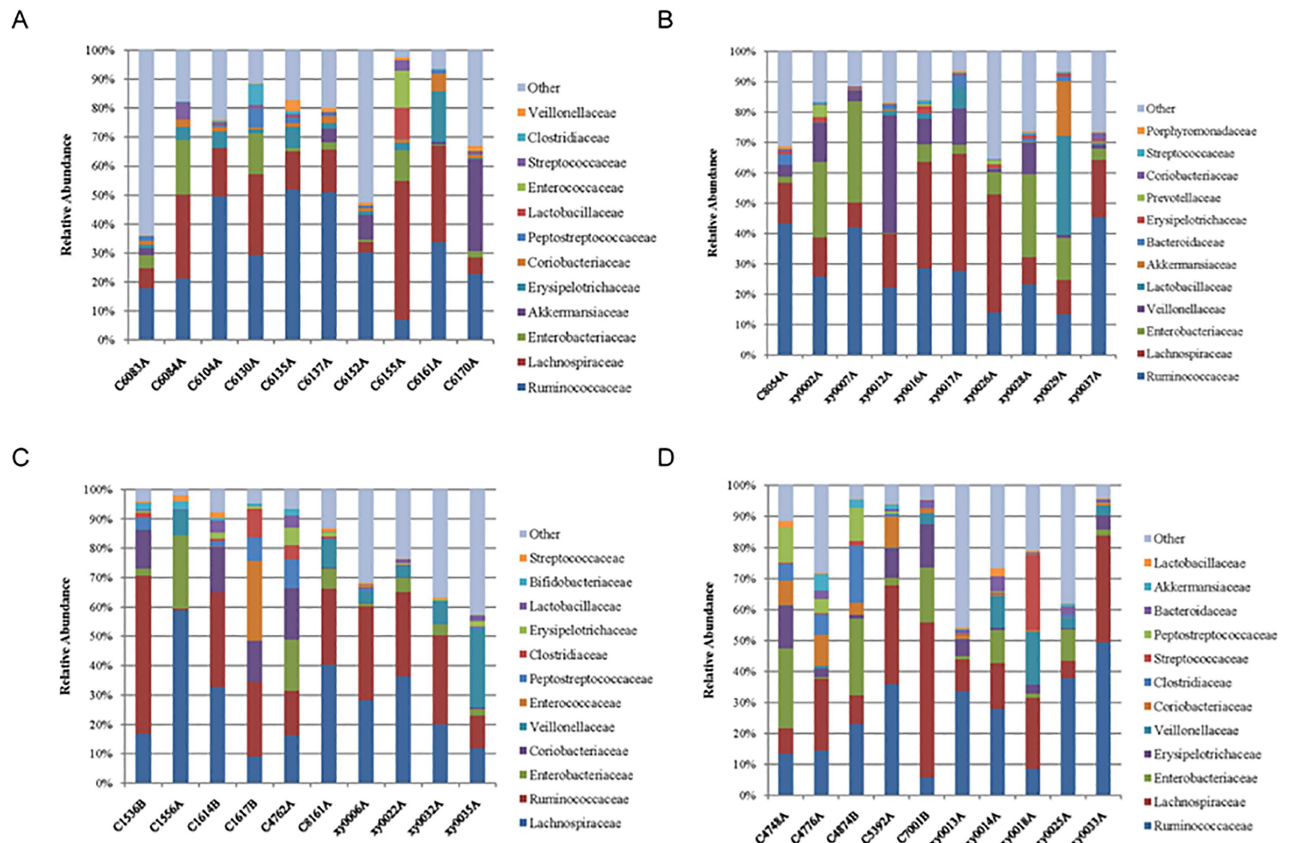 A
100%
90%
80%
70%
60%
50%
40%
30%
20%
10%
0%
Relative Abundance
C6083A
C6084A
C6104A
C6130A
C6135A
C6137A
C6152A
C6155A
C6161A
C6170A
Other
Veillonellaceae
Clostridiaceae
Streptococcaceae
Enterococcaceae
Lactobacillaceae
Peptostreptococcaceae
Coriobacteriaceae
Erysipelotrichaceae
Akkermansiaceae
Enterobacteriaceae
Lachnospiraceae
Ruminococcaceae
B
100%
90%
80%
70%
60%
50%
40%
30%
20%
10%
0%
Relative Abundance
C8054A
xy0002A
xy0007A
xy0012A
xy0016A
xy0017A
xy0026A
xy0028A
xy0029A
xy0037A
Other
Porphyromonadaceae
Streptococcaceae
Coriobacteriaceae
Prevotellaceae
Erysipelotrichaceae
Bacteroidaceae
Akkermansiaceae
Lactobacillaceae
Veillonellaceae
Enterobacteriaceae
Lachnospiraceae
Ruminococcaceae
C
100%
90%
80%
70%
60%
50%
40%
30%
20%
10%
0%
Relative Abundance
C1536B
C1556A
C1614B
C1617B
C4762A
C8161A
xy0006A
xy0022A
xy0032A
xy0035A
Other
Streptococcaceae
Bifidobacteriaceae
Lactobacillaceae
Erysipelotrichaceae
Clostridiaceae
Peptostreptococcaceae
Enterococcaceae
Veillonellaceae
Coriobacteriaceae
Enterobacteriaceae
Ruminococcaceae
Lachnospiraceae
D
100%
90%
80%
70%
60%
50%
40%
30%
20%
10%
0%
Relative Abundance
C4748A
C4776A
C4874B
C5392A
C7001B
xy0013A
xy0014A
xy0018A
xy0025A
xy0033A
Other
Lactobacillaceae
Akkermansiaceae
Bacteroidaceae
Peptostreptococcaceae
Streptococcaceae
Clostridiaceae
Coriobacteriaceae
Veillonellaceae
Erysipelotrichaceae
Enterobacteriaceae
Lachnospiraceae
Ruminococcaceae